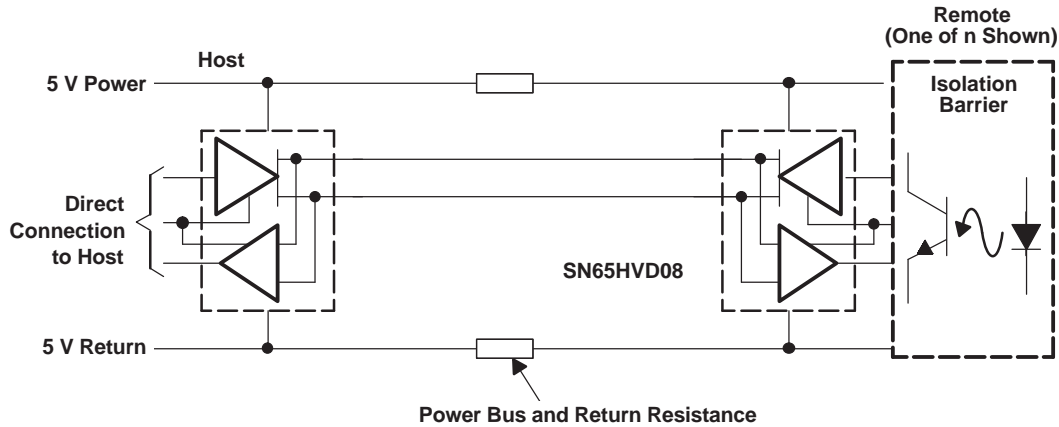 Remote
(One of n Shown)
Host
5 V Power
Isolation
Barrier
Direct
Connection
to Host
SN65HVD08
5 V Return
Power Bus and Return Resistance